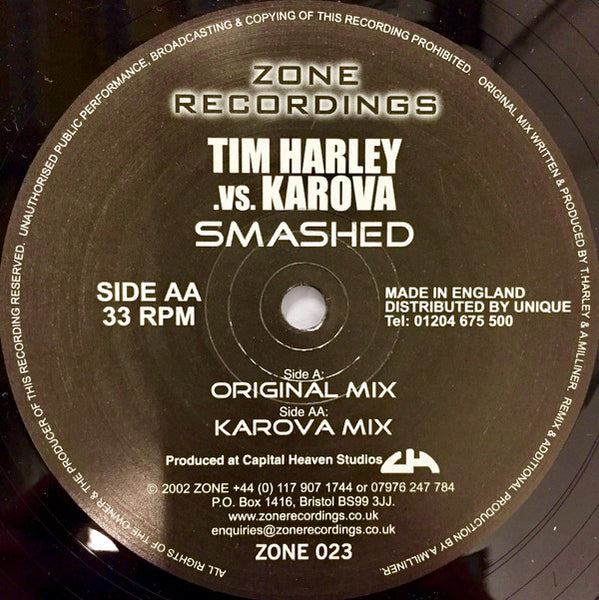 ALL RIGHTS OF THE OWNER & THE PRODUCER OF THIS RECORDING RESERVED. UNAUTHORISED PUBLIC PERFORMANCE, BROADCASTING & COPYING OF THIS RECORDING PROHIBITED. ORIGINAL MIX WRITTEN & PRODUCED BY T.HARLEY & A.MILLINER. REMIX & ADDITIONAL PRODUCTION BY A.MILLINER.
ZONE
RECORDINGS
TIM HARLEY
.vs. KAROVA
SMASHED
SIDE AA
33 RPM
MADE IN ENGLAND
DISTRIBUTED BY UNIQUE
Tel: 01204 675 500
Side A:
ORIGINAL MIX
Side AA:
KAROVA MIX
Produced at Capital Heaven Studios
© 2002 ZONE +44 (0) 117 907 1744 or 07976 247 784
P.O. Box 1416, Bristol BS99 3JJ.
www.zonerecordings.co.uk
enquiries@zonerecordings.co.uk
ZONE 023